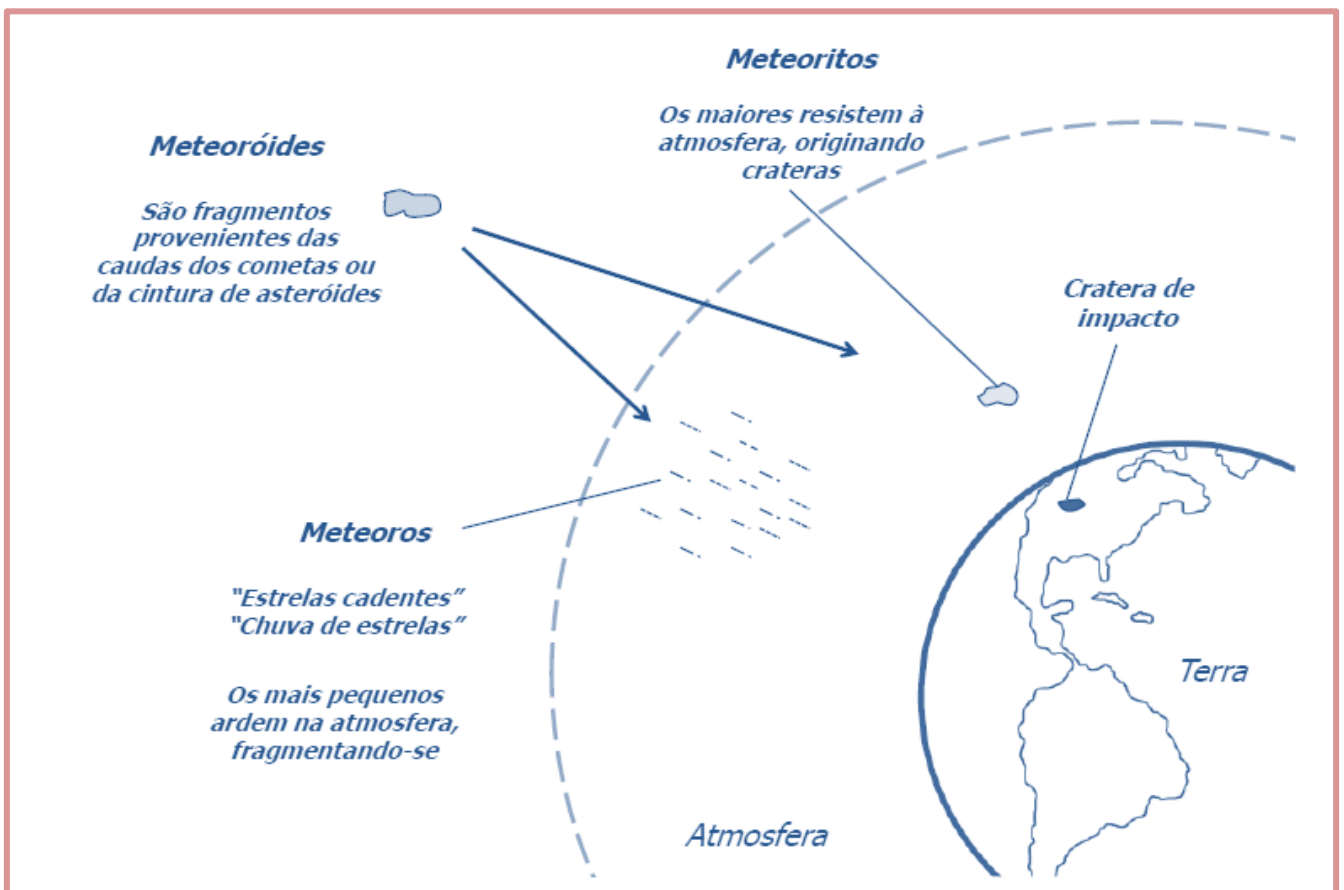 Meteoritos
Os maiores resistem à
atmosfera, originando
crateras
Meteoróides
São fragmentos
provenientes das
caudas dos cometas ou
da cintura de asteróides
Cratera de
impacto
Meteoros
"Estrelas cadentes”
"Chuva de estrelas”
Os mais pequenos
ardem na atmosfera,
fragmentando-se
Terra
Atmosfera